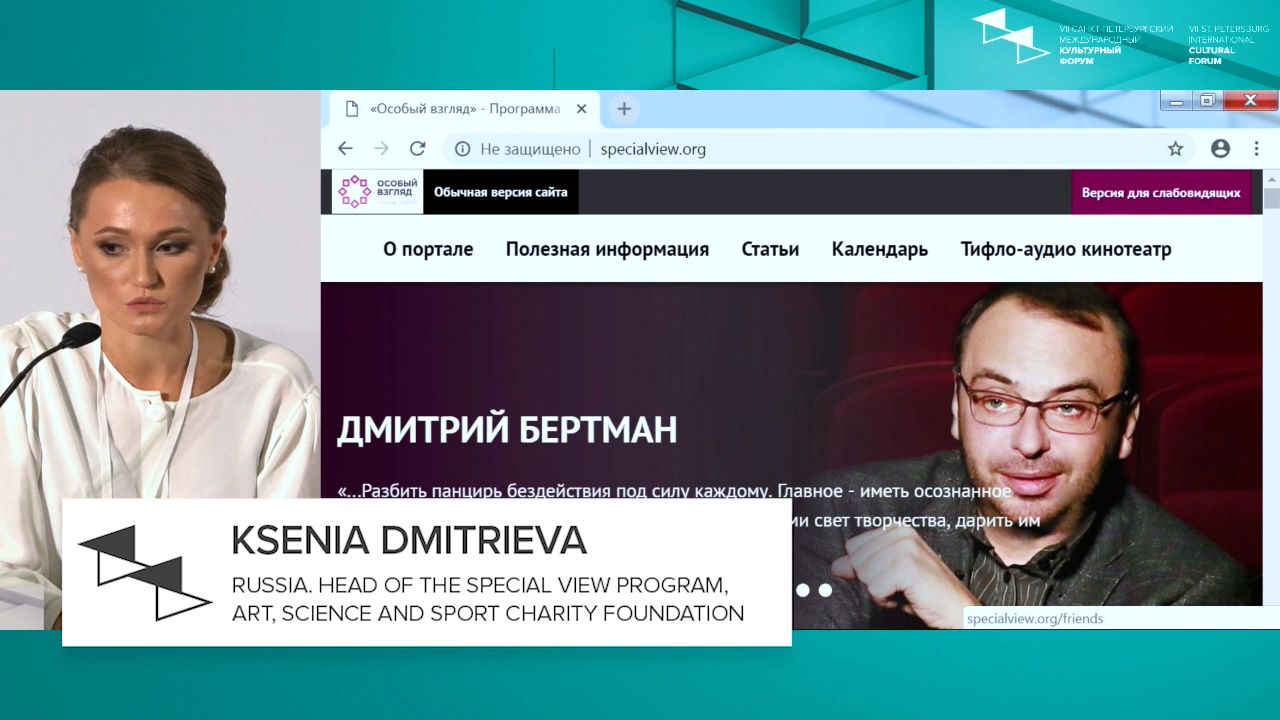 VII САНКТ-ПЕТЕРБУРГСКИЙ
МЕЖДУНАРОДНЫЙ
КУЛЬТУРНЫЙ
ФОРУМ
VII ST. PETERSBURG
INTERNATIONAL
CULTURAL
FORUM
«Особый взгляд» - Программа
Не защищено | specialview.org
ОСОБЫЙ
ВЗГЛЯД
Обычная версия сайта
Версия для слабовидящих
О портале Полезная информация Статьи Календарь Тифло-аудио кинотеатр
ДМИТРИЙ БЕРТМАН
«...Разбить панцирь бездействия под силу каждому. Главное - иметь осознанное
ми свет творчества, дарить им
specialview.org/friends
KSENIA DMITRIEVA
RUSSIA. HEAD OF THE SPECIAL VIEW PROGRAM,
ART, SCIENCE AND SPORT CHARITY FOUNDATION